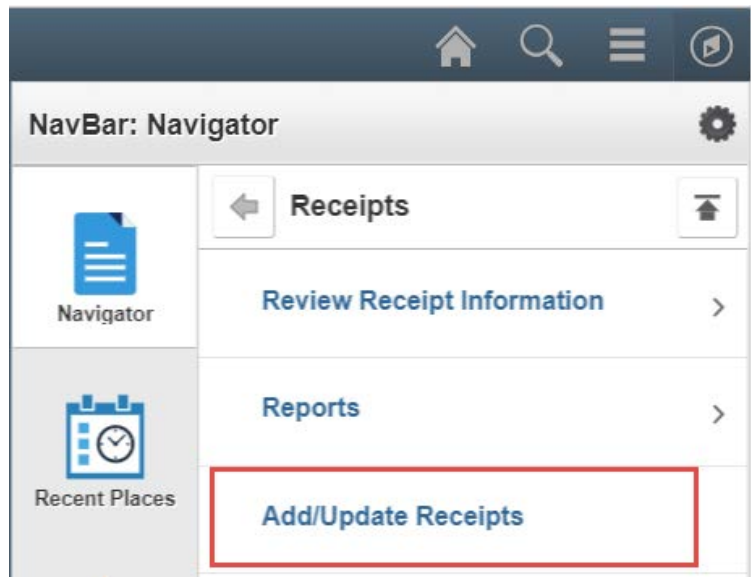 NavBar: Navigator
Receipts
Navigator
Review Receipt Information
Reports
Recent Places
Add/Update Receipts